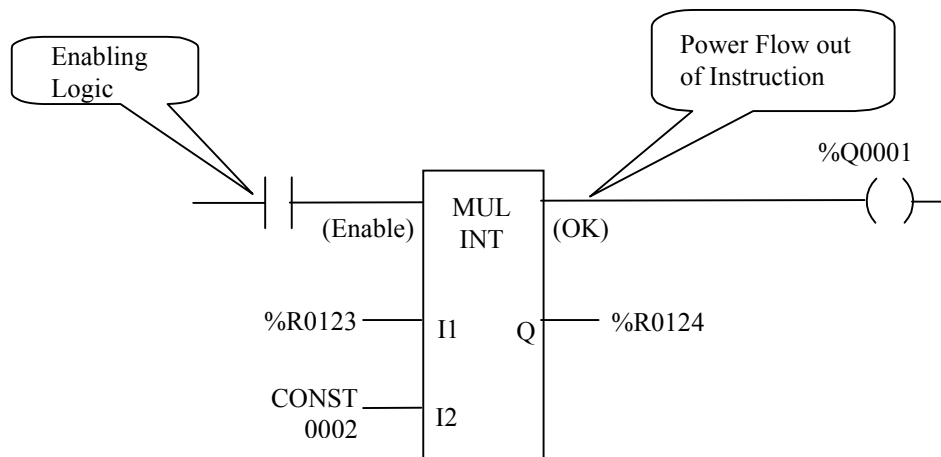 Enabling
Logic
Power Flow out
of Instruction
%Q0001
(Enable)
MUL
INT
(OK)
%R0123
I1
Q
%R0124
CONST
0002
I2